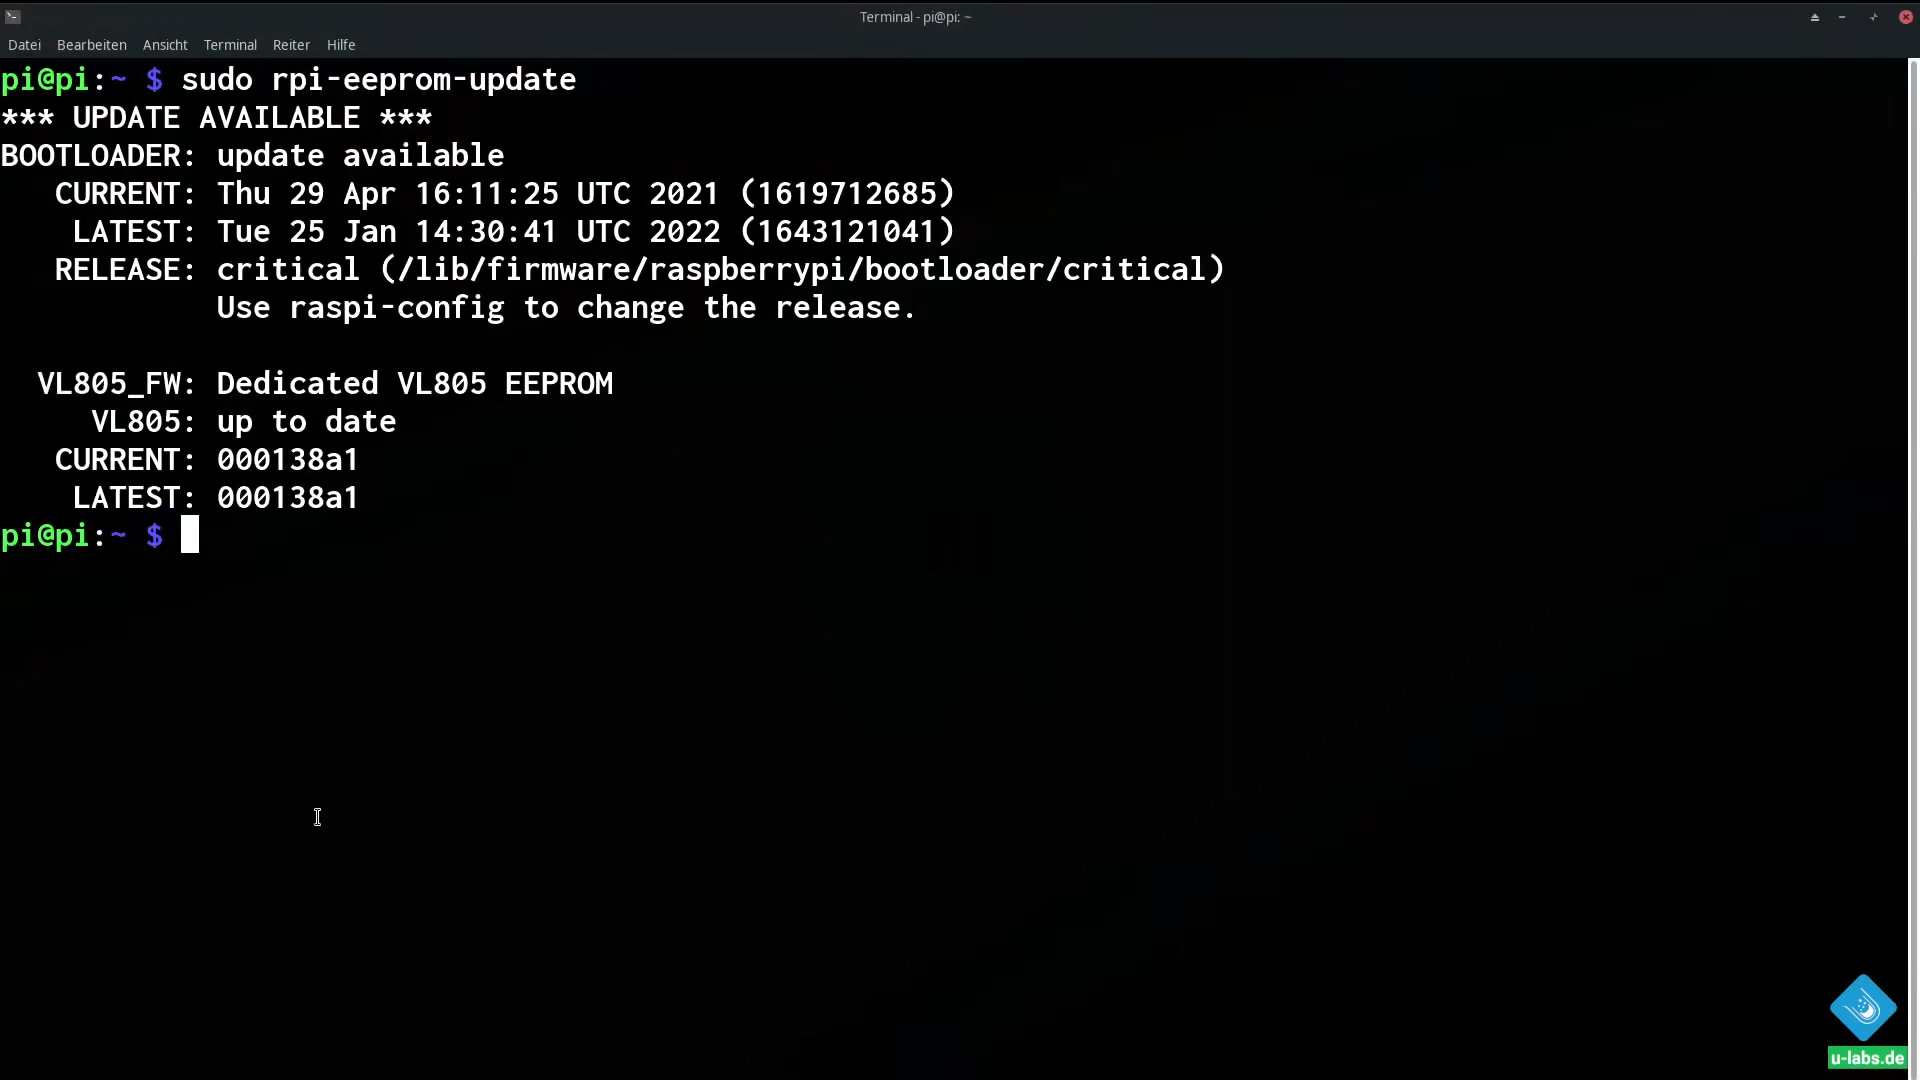 Terminal - pi@pi: ~
Datei Bearbeiten Ansicht Terminal Reiter Hilfe
pi@pi:~ $ sudo rpi-eeprom-update
*** UPDATE AVAILABLE ***
BOOTLOADER: update available
CURRENT: Thu 29 Apr 16:11:25 UTC 2021 (1619712685)
LATEST: Tue 25 Jan 14:30:41 UTC 2022 (1643121041)
RELEASE: critical (/lib/firmware/raspberrypi/bootloader/critical)
Use raspi-config to change the release.
VL805_FW: Dedicated VL805 EEPROM
VL805: up to date
CURRENT: 000138a1
LATEST: 000138a1
pi@pi:~ $
u-labs.de